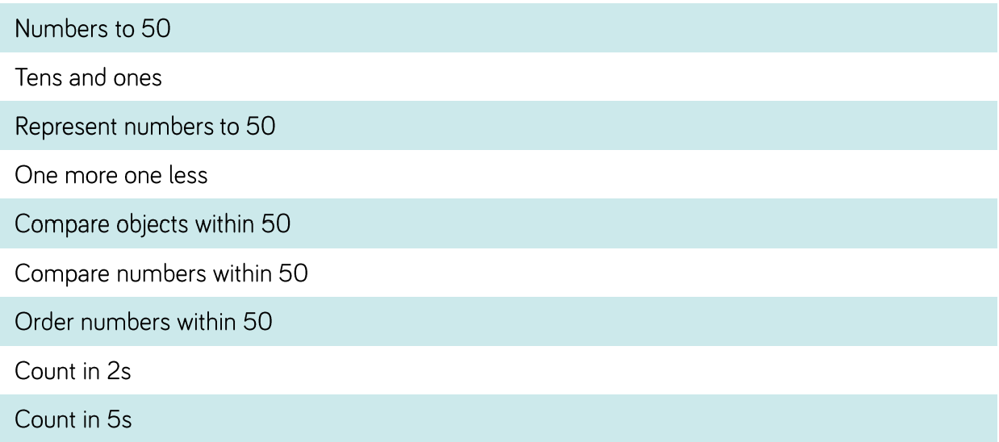 Numbers to 50
Tens and ones
Represent numbers to 50
One more one less
Compare objects within 50
Compare numbers within 50
Order numbers within 50
Count in 2s
Count in 5s